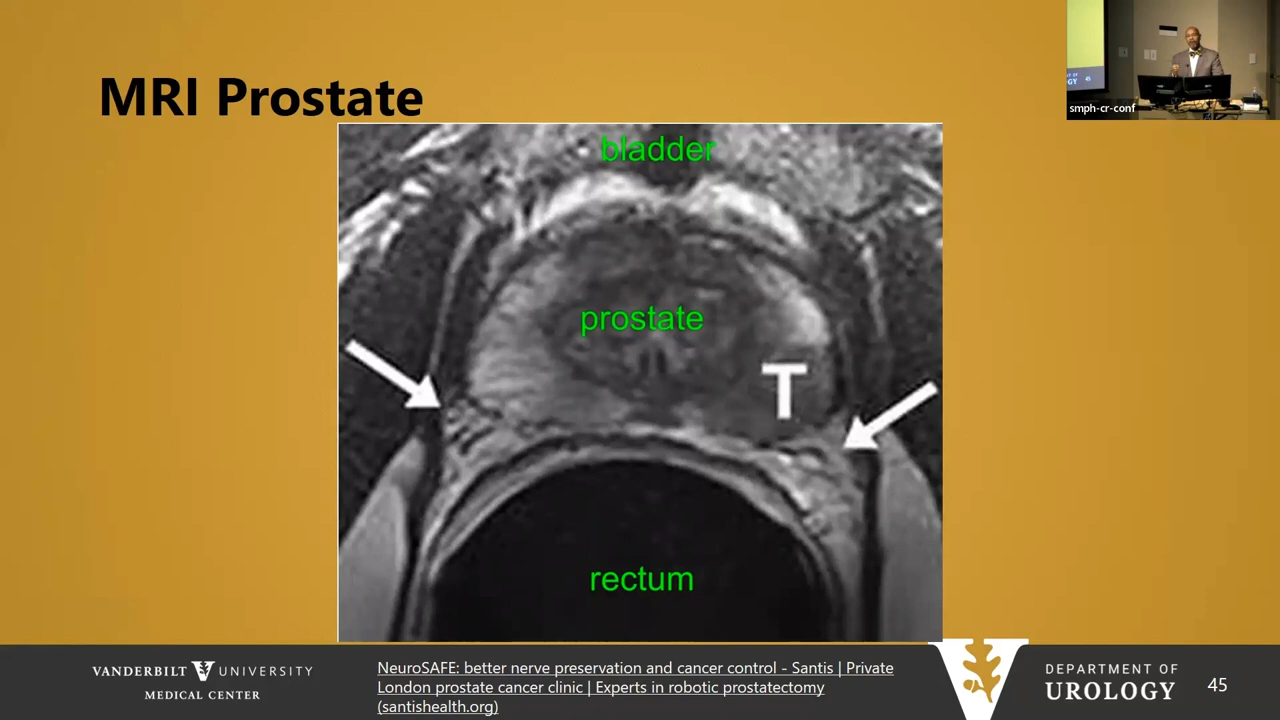 MRI Prostate
smph-cr-conf
45
bladder
prostate
T
rectum
VANDERBILT UNIVERSITY
MEDICAL CENTER
NeuroSAFE: better nerve preservation and cancer control - Santis | Private
London prostate cancer clinic | Experts in robotic prostatectomy
(santishealth.org)
DEPARTMENT OF
UROLOGY
45